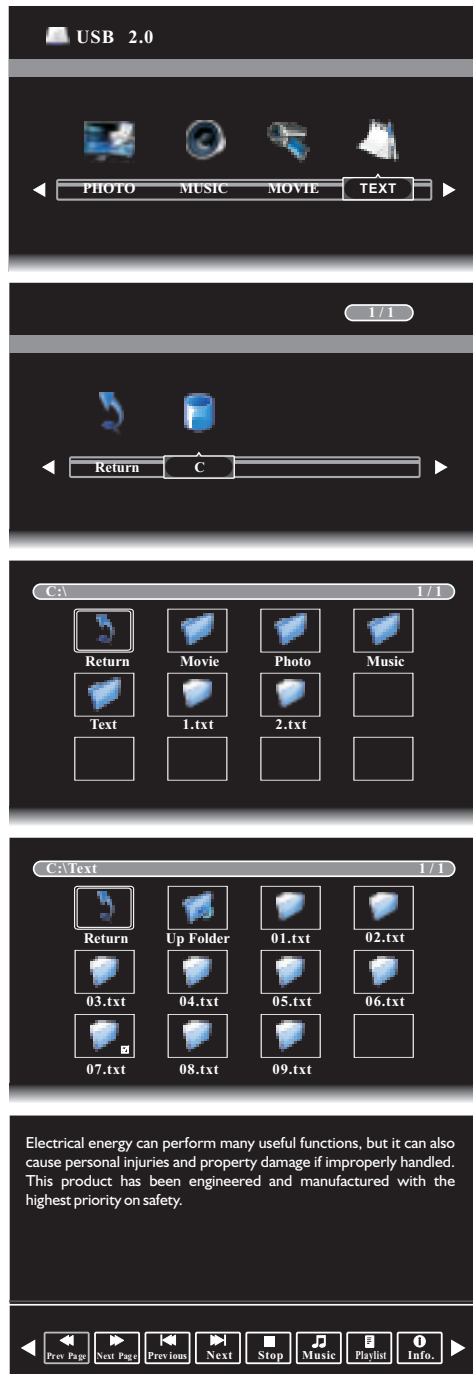 USB 2.0
PHOTO MUSIC MOVIE TEXT
1 / 1
Return C
C:\ 1 / 1
Return Movie Photo Music
Text 1.txt 2.txt
C:\Text 1 / 1
Return Up Folder 01.txt 02.txt
03.txt 04.txt 05.txt 06.txt
07.txt 08.txt 09.txt
Electrical energy can perform many useful functions, but it can also
cause personal injuries and property damage if improperly handled.
This product has been engineered and manufactured with the
highest priority on safety.
Prev Page Next Page Previous Next Stop Music Playlist Info.